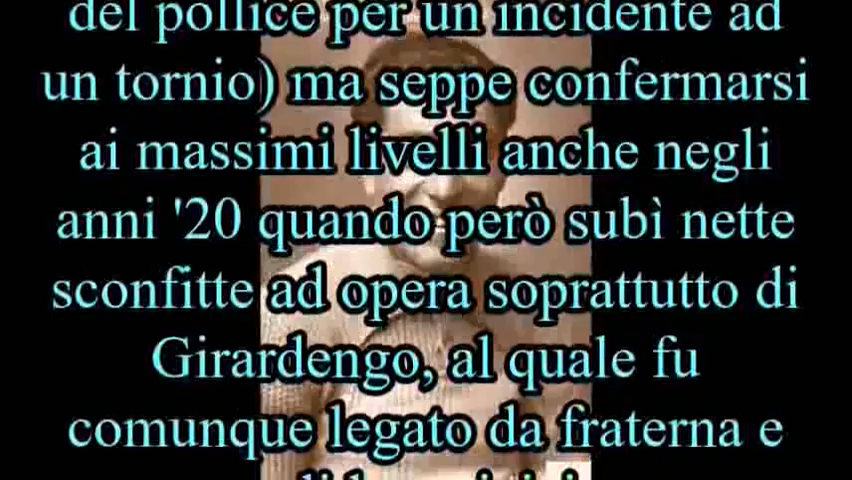 del pollice per un incidente ad
un tornio) ma seppe confermarsi
ai massimi livelli anche negli
anni '20 quando però subì nette
sconfitte ad opera soprattutto di
Girardengo, al quale fu
comunque legato da fraterna e